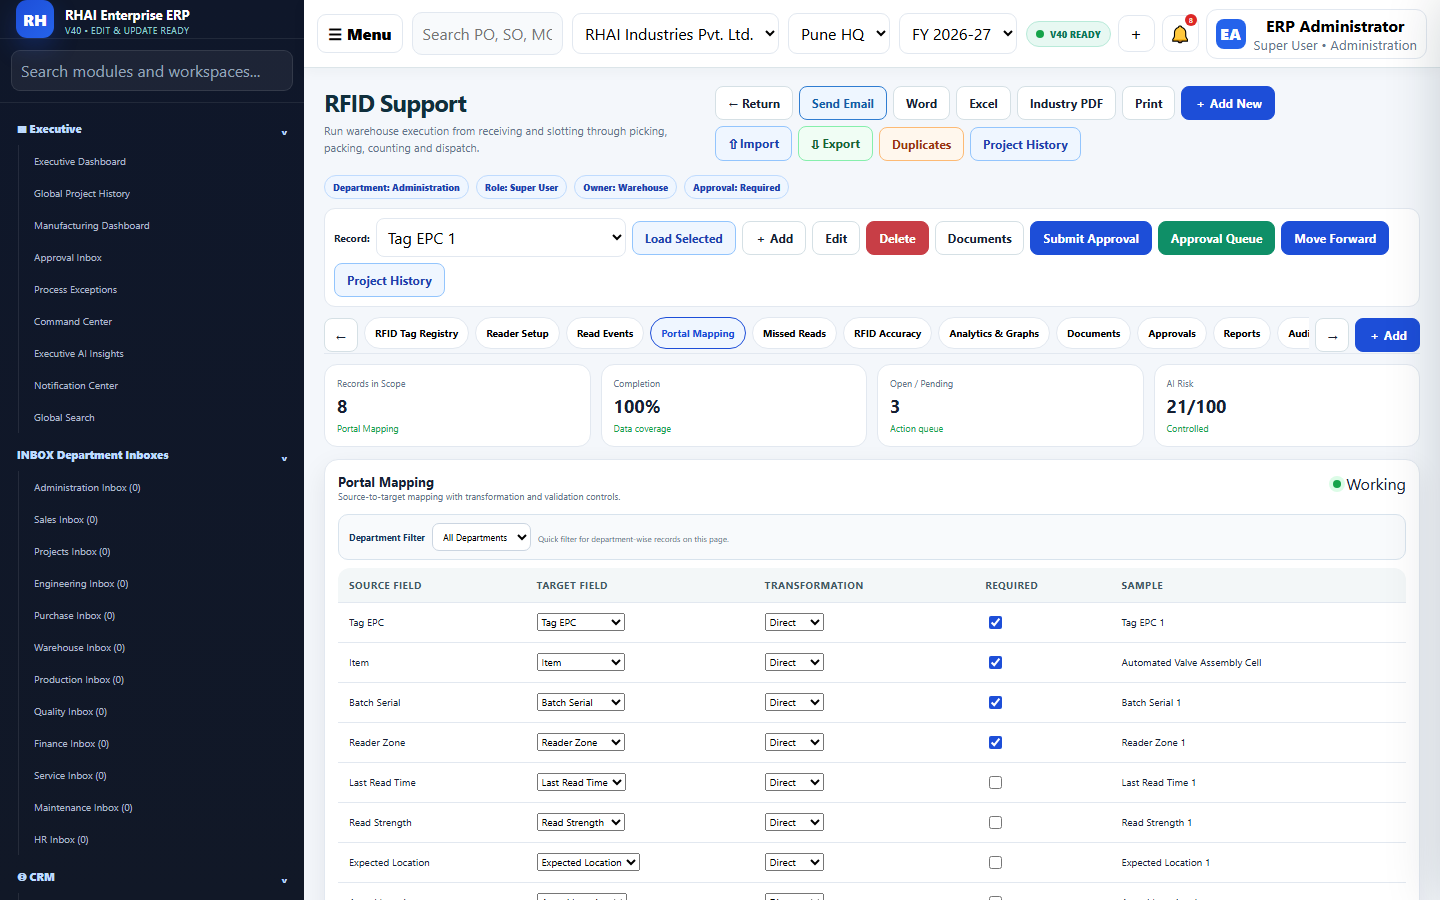 RH
RHAI Enterprise ERP
V40 • EDIT & UPDATE READY
Search modules and workspaces...
Executive
Executive Dashboard
Global Project History
Manufacturing Dashboard
Approval Inbox
Process Exceptions
Command Center
Executive AI Insights
Notification Center
Global Search
INBOX Department Inboxes
Administration Inbox (0)
Sales Inbox (0)
Projects Inbox (0)
Engineering Inbox (0)
Purchase Inbox (0)
Warehouse Inbox (0)
Production Inbox (0)
Quality Inbox (0)
Finance Inbox (0)
Service Inbox (0)
Maintenance Inbox (0)
HR Inbox (0)
CRM
☰ Menu
Search PO, SO, MO
RHAI Industries Pvt. Ltd.
Pune HQ
FY 2026-27
V40 READY
+
8
EA
ERP Administrator
Super User • Administration
RFID Support
Run warehouse execution from receiving and slotting through picking,
packing, counting and dispatch.
← Return
Send Email
Word
Excel
Industry PDF
Print
+ Add New
⇧ Import
⇩ Export
Duplicates
Project History
Department: Administration
Role: Super User
Owner: Warehouse
Approval: Required
Record:
Tag EPC 1
Load Selected
+ Add
Edit
Delete
Documents
Submit Approval
Approval Queue
Move Forward
Project History
←
RFID Tag Registry
Reader Setup
Read Events
Portal Mapping
Missed Reads
RFID Accuracy
Analytics & Graphs
Documents
Approvals
Reports
Audi
→
+ Add
Records in Scope
8
Portal Mapping
Completion
100%
Data coverage
Open / Pending
3
Action queue
AI Risk
21/100
Controlled
Portal Mapping
Source-to-target mapping with transformation and validation controls.
Working
Department Filter
All Departments
Quick filter for department-wise records on this page.
SOURCE FIELD TARGET FIELD TRANSFORMATION REQUIRED SAMPLE
Tag EPC Tag EPC Direct Tag EPC 1
Item Item Direct Automated Valve Assembly Cell
Batch Serial Batch Serial Direct Batch Serial 1
Reader Zone Reader Zone Direct Reader Zone 1
Last Read Time Last Read Time Direct Last Read Time 1
Read Strength Read Strength Direct Read Strength 1
Expected Location Expected Location Direct Expected Location 1